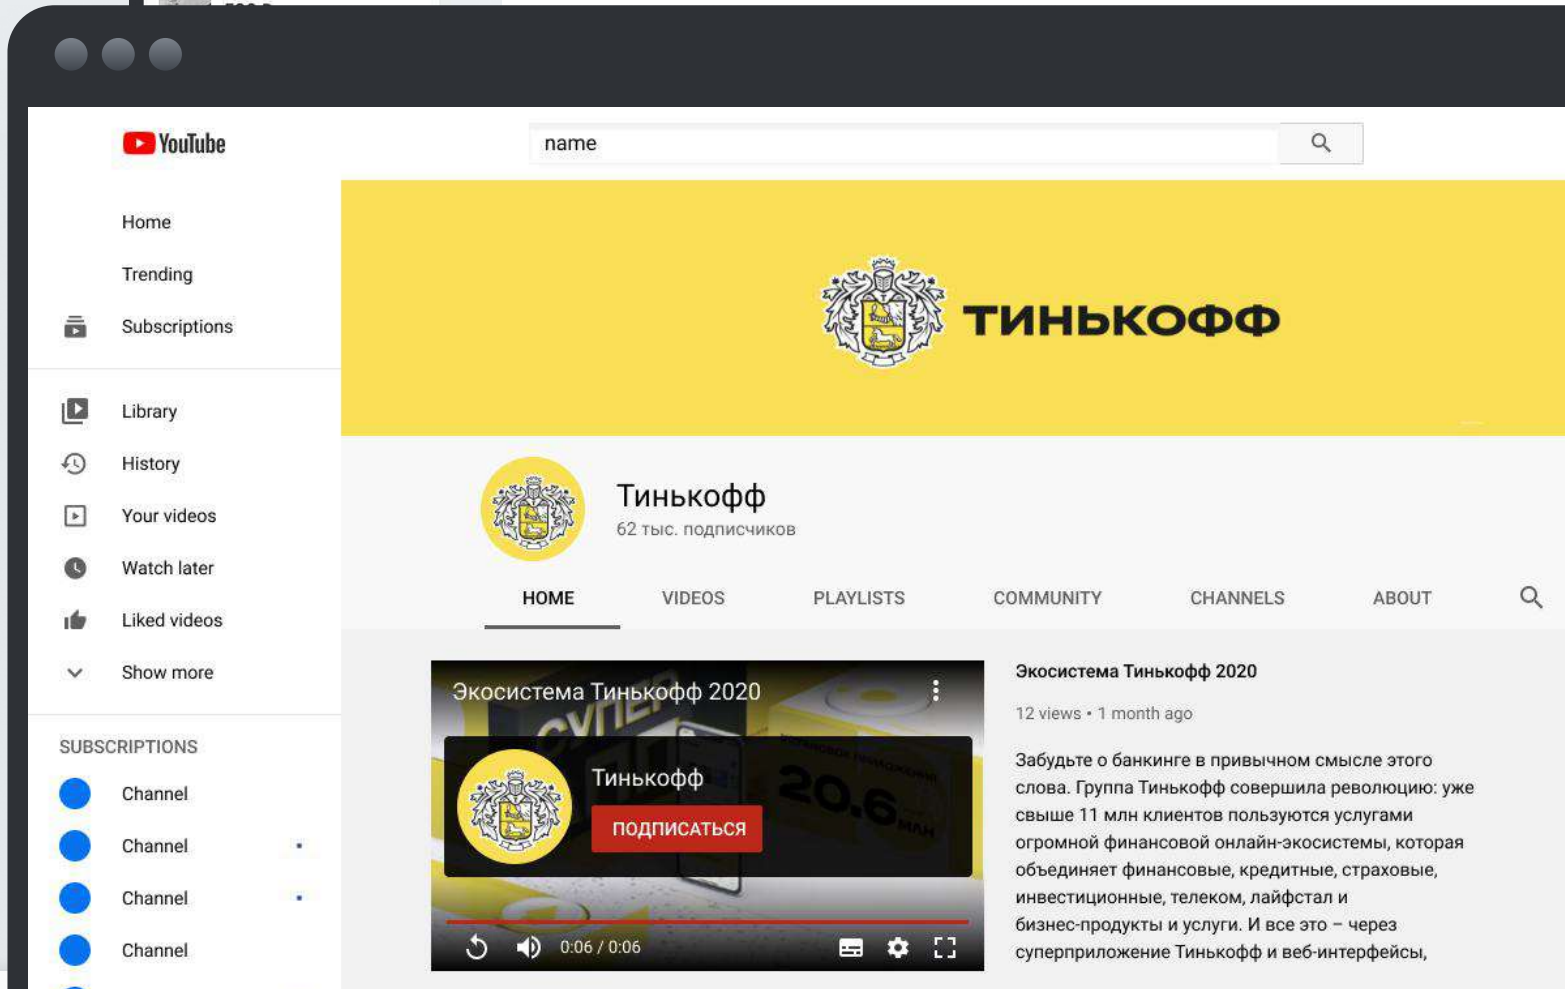 YouTube
name
Home
Trending
Subscriptions
Library
History
Your videos
Watch later
Liked videos
Show more
SUBSCRIPTIONS
Channel
Channel
Channel
Channel
ТИНЬКОФФ
Тинькофф
62 тыс. подписчиков
HOME
VIDEOS
PLAYLISTS
COMMUNITY
CHANNELS
ABOUT
Экосистема Тинькофф 2020
СУПЕР
20.6
МЛН
Тинькофф
ПОДПИСАТЬСЯ
0:06 / 0:06
Экосистема Тинькофф 2020
12 views • 1 month ago
Забудьте о банкинге в привычном смысле этого
слова. Группа Тинькофф совершила революцию: уже
свыше 11 млн клиентов пользуются услугами
огромной финансовой онлайн-экосистемы, которая
объединяет финансовые, кредитные, страховые,
инвестиционные, телеком, лайфстал и
бизнес-продукты и услуги. И все это – через
суперприложение Тинькофф и веб-интерфейсы,